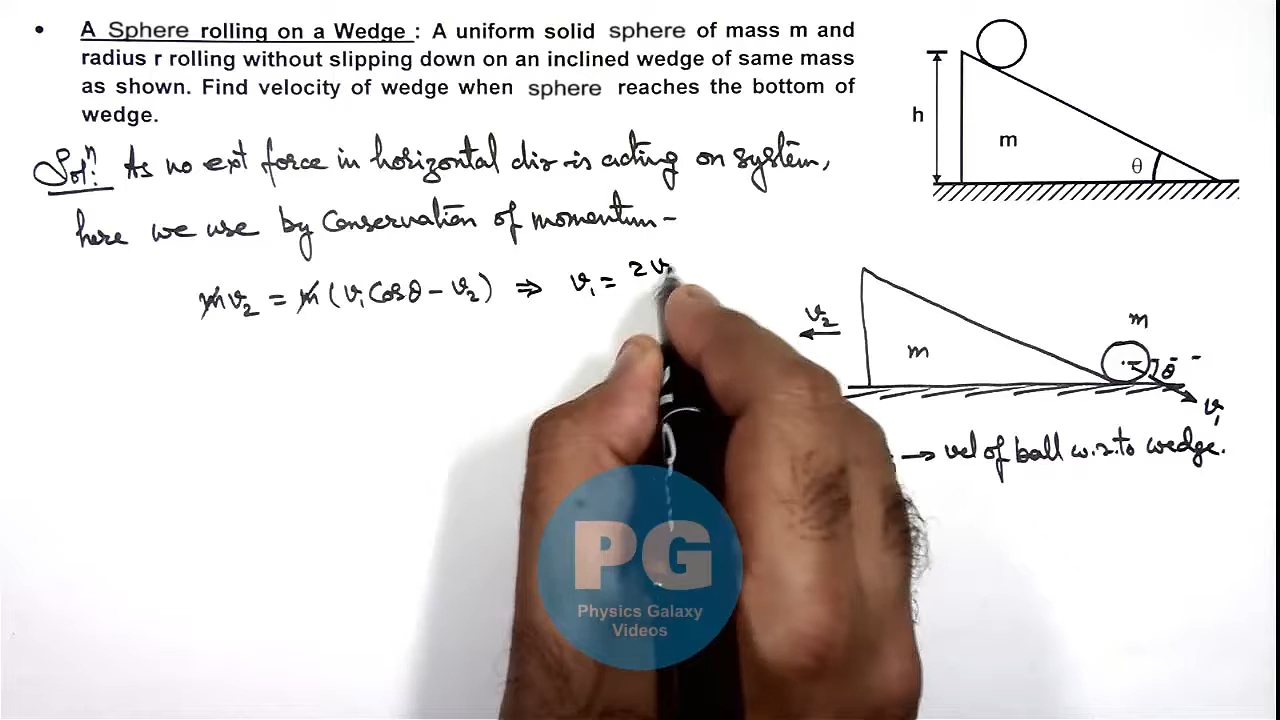 • A Sphere rolling on a Wedge : A uniform solid sphere of mass m and
radius r rolling without slipping down on an inclined wedge of same mass
as shown. Find velocity of wedge when sphere reaches the bottom of
wedge.
h
m
θ
Solⁿ: As no ext force in horizontal dir is acting on system,
here we use by Conservation of momentum-
mv₂ = m (v₁ Cosθ - v₂) ⇒ v₁ = 2v
v₂
m
m
θ
v₁
→ vel of ball w.r.to wedge.
PG
Physics Galaxy
Videos